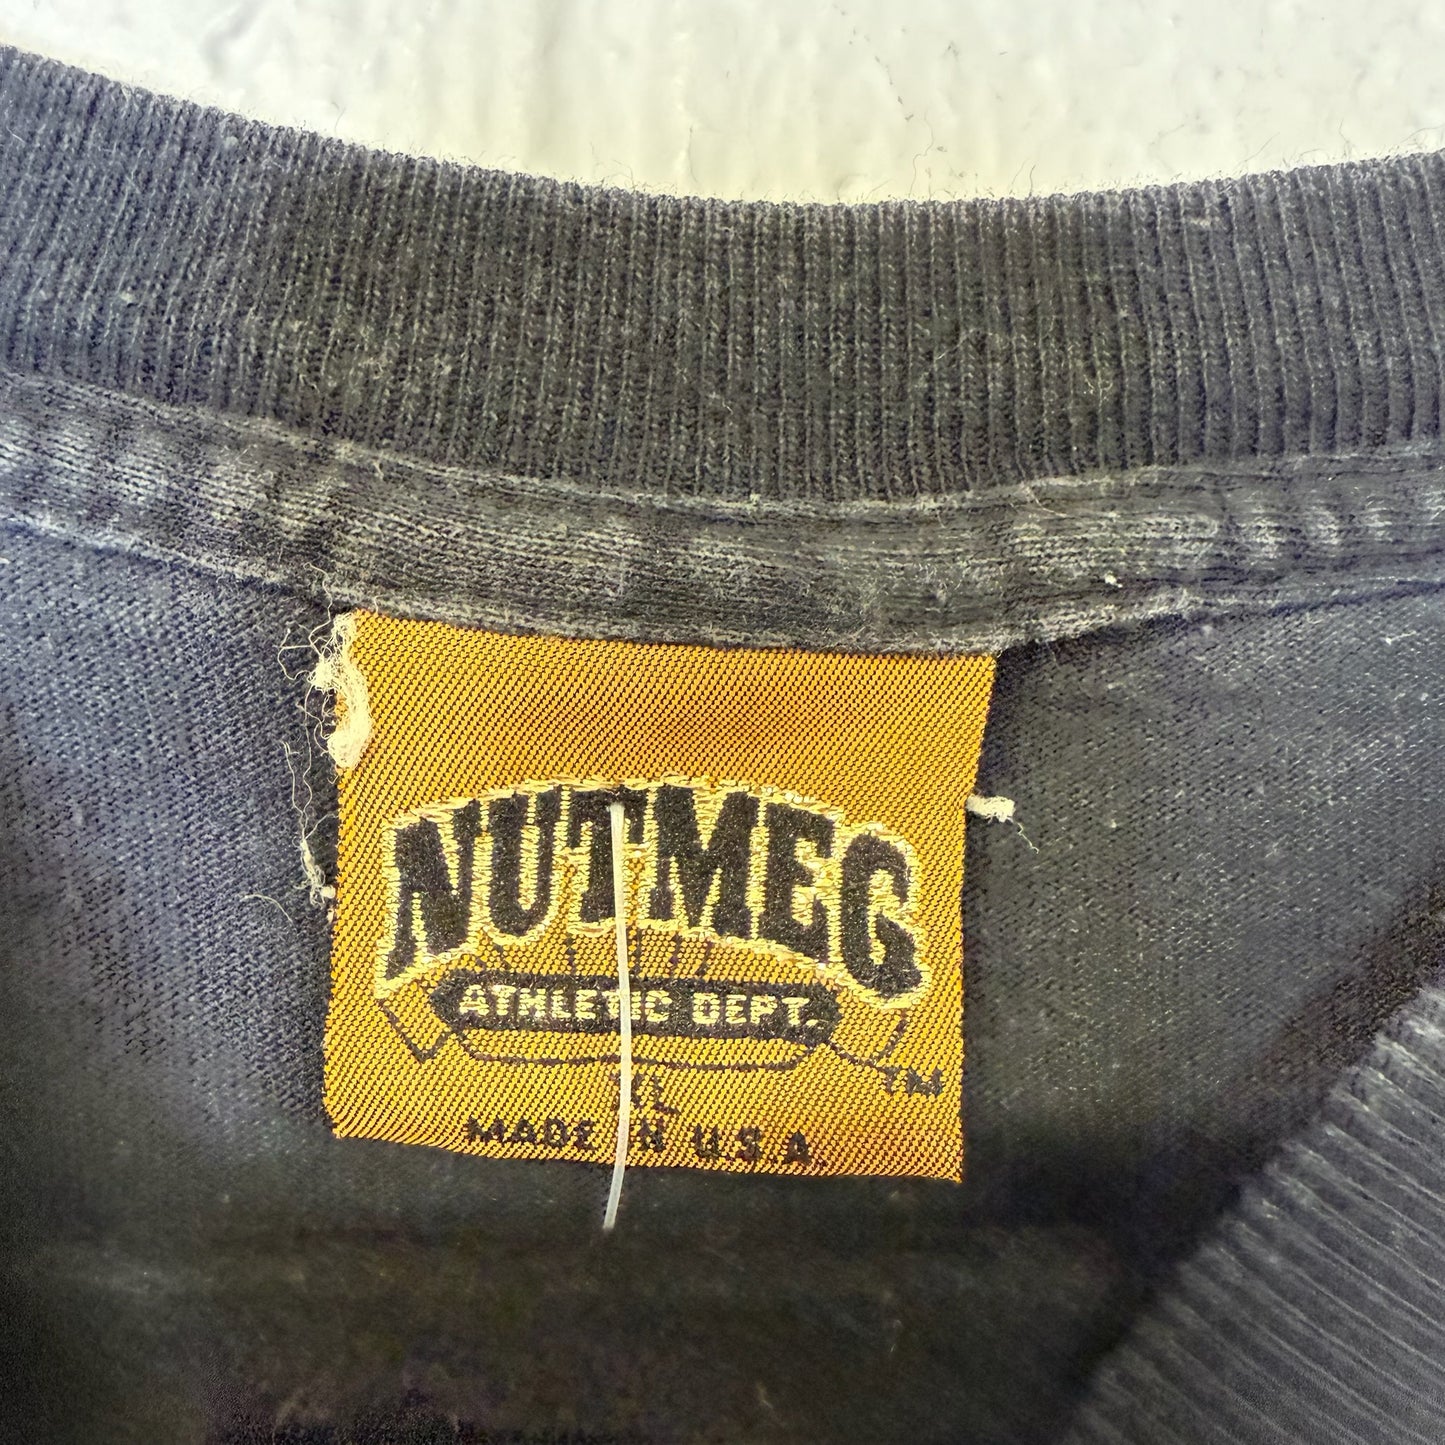 NUTMEG
ATHLETIC DEPT.
TM
XL
MADE IN U.S.A.